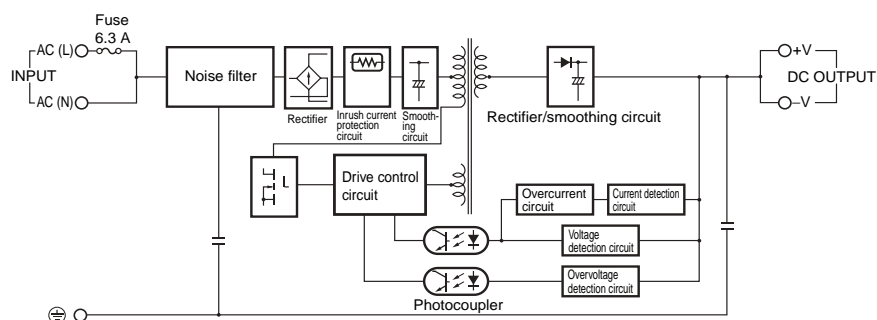 Fuse
6.3 A
AC (L)
INPUT
AC (N)
Noise filter
Rectifier
Inrush current
protection
circuit
Smooth-
ing
circuit
Rectifier/smoothing circuit
+V
DC OUTPUT
–V
Drive control
circuit
Overcurrent
circuit
Current detection
circuit
Voltage
detection circuit
Overvoltage
detection circuit
Photocoupler